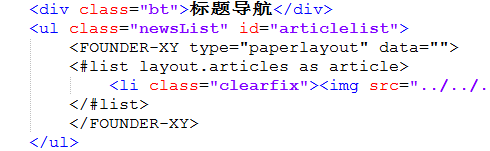 <div class="bt">标题导航</div>
<ul class="newsList" id="articlelist">
<FOUNDER-XY type="paperlayout" data="">
<#list layout.articles as article>
<li class="clearfix"><img src="../../.
</#list>
</FOUNDER-XY>
</ul>